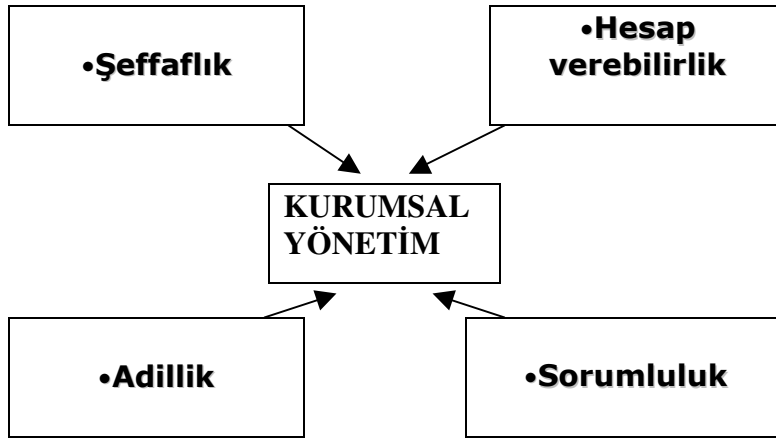 •Şeffaflık
•Hesap
verebilirlik
KURUMSAL
YÖNETİM
•Adillik
•Sorumluluk